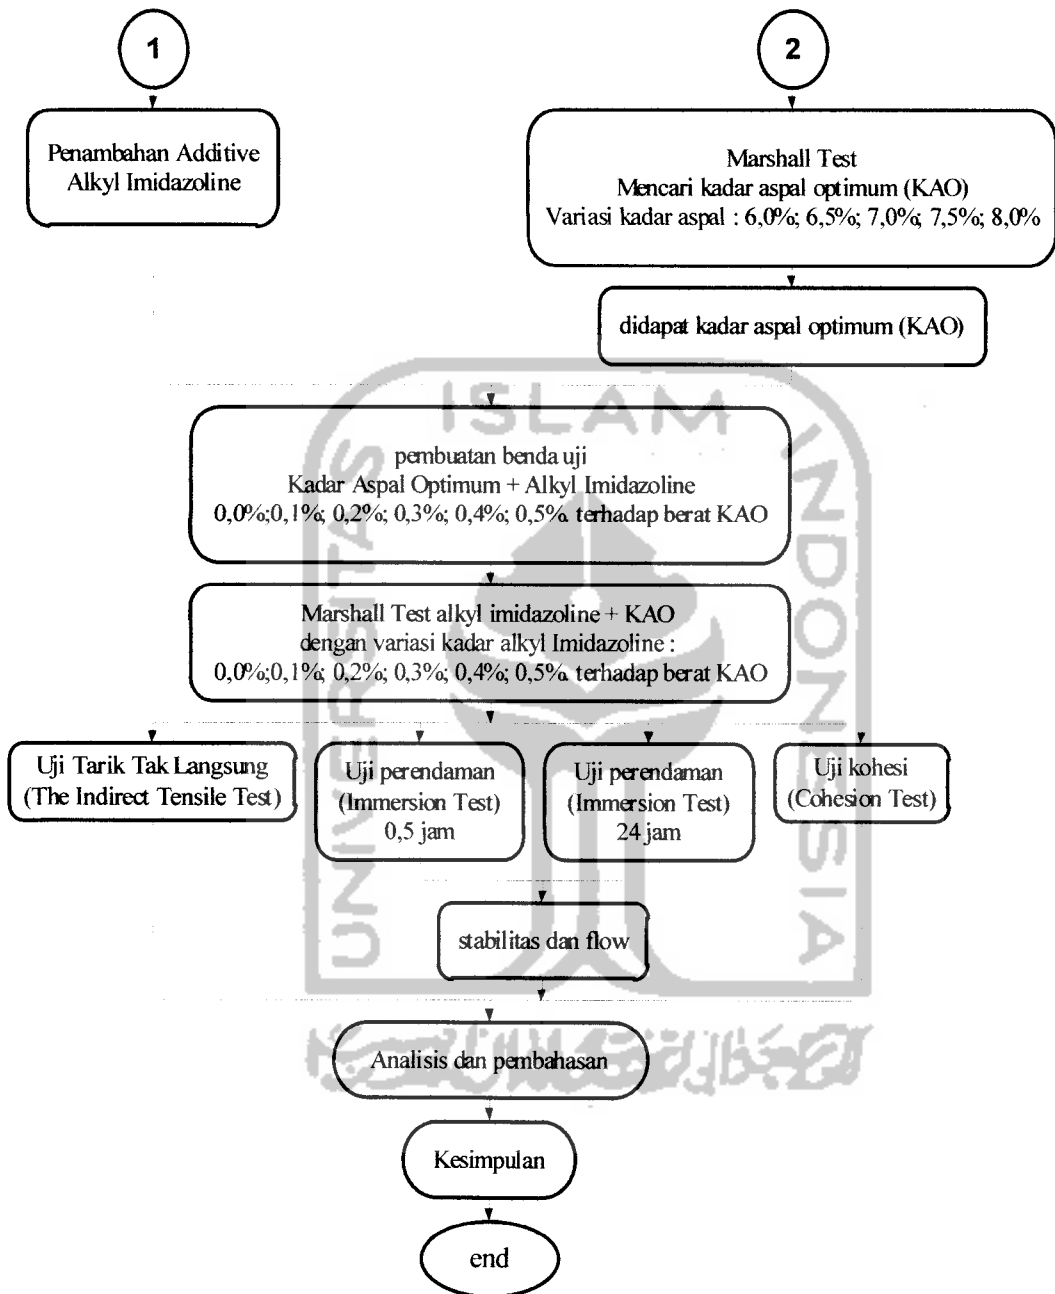 1
2
Penambahan Additive
Alkyl Imidazoline
Marshall Test
Mencari kadar aspal optimum (KAO)
Variasi kadar aspal : 6,0%; 6,5%; 7,0%; 7,5%; 8,0%
didapat kadar aspal optimum (KAO)
pembuatan benda uji
Kadar Aspal Optimum + Alkyl Imidazoline
0,0%;0,1%; 0,2%; 0,3%; 0,4%; 0,5%. terhadap berat KAO
Marshall Test alkyl imidazoline + KAO
dengan variasi kadar alkyl Imidazoline :
0,0%;0,1%; 0,2%; 0,3%; 0,4%; 0,5%. terhadap berat KAO
Uji Tarik Tak Langsung
(The Indirect Tensile Test)
Uji perendaman
(Immersion Test)
0,5 jam
Uji perendaman
(Immersion Test)
24 jam
Uji kohesi
(Cohesion Test)
stabilitas dan flow
Analisis dan pembahasan
Kesimpulan
end
UNIVERSITAS
ISLAM
INDONESIA